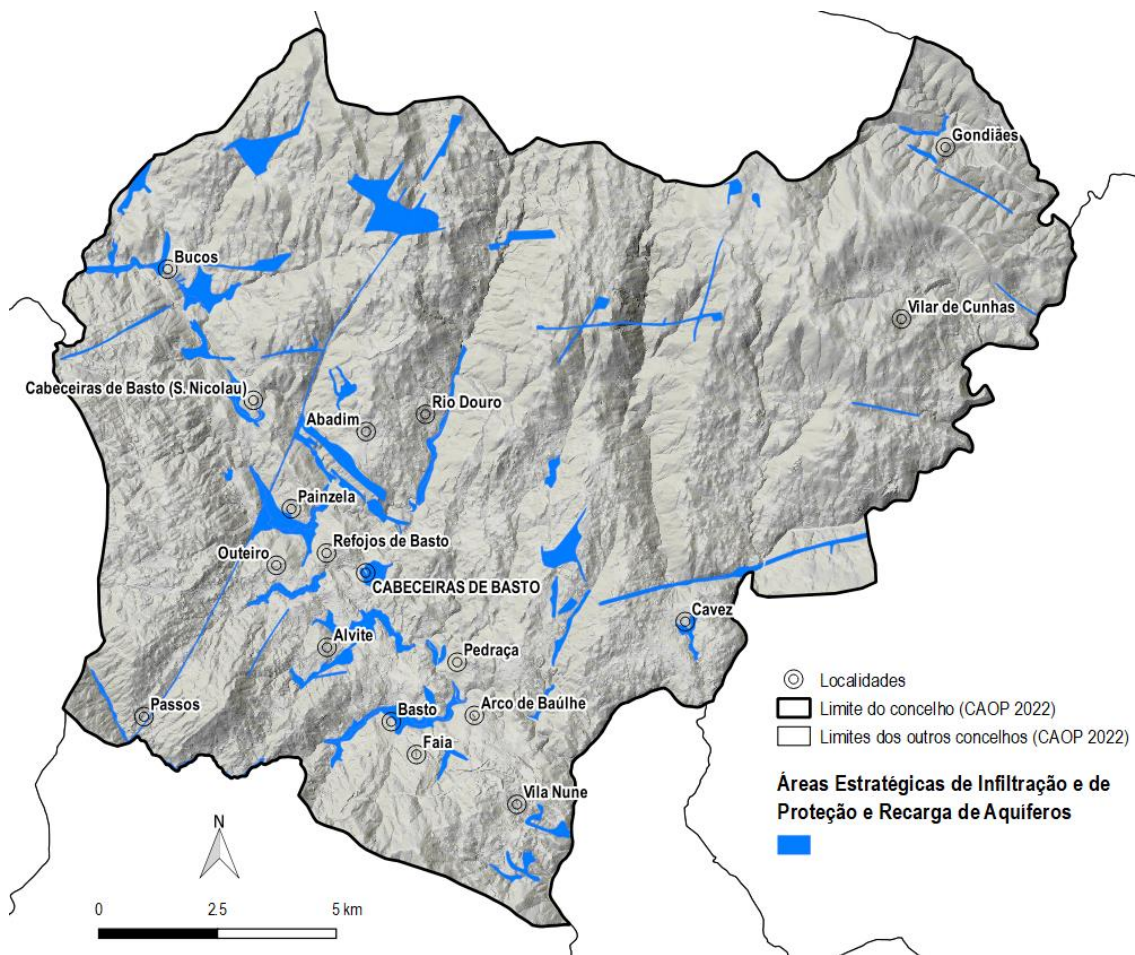 Gondiães
Bucos
Vilar de Cunhas
Cabeceiras de Basto (S. Nicolau)
Rio Douro
Abadim
Painzela
Refojos de Basto
Outeiro
CABECEIRAS DE BASTO
Cavez
Alvite
Pedraça
Passos
Basto
Arco de Baúlhe
Faia
Vila Nune
Localidades
Limite do concelho (CAOP 2022)
Limites dos outros concelhos (CAOP 2022)
Áreas Estratégicas de Infiltração e de
Proteção e Recarga de Aquíferos
N
0 2.5 5 km